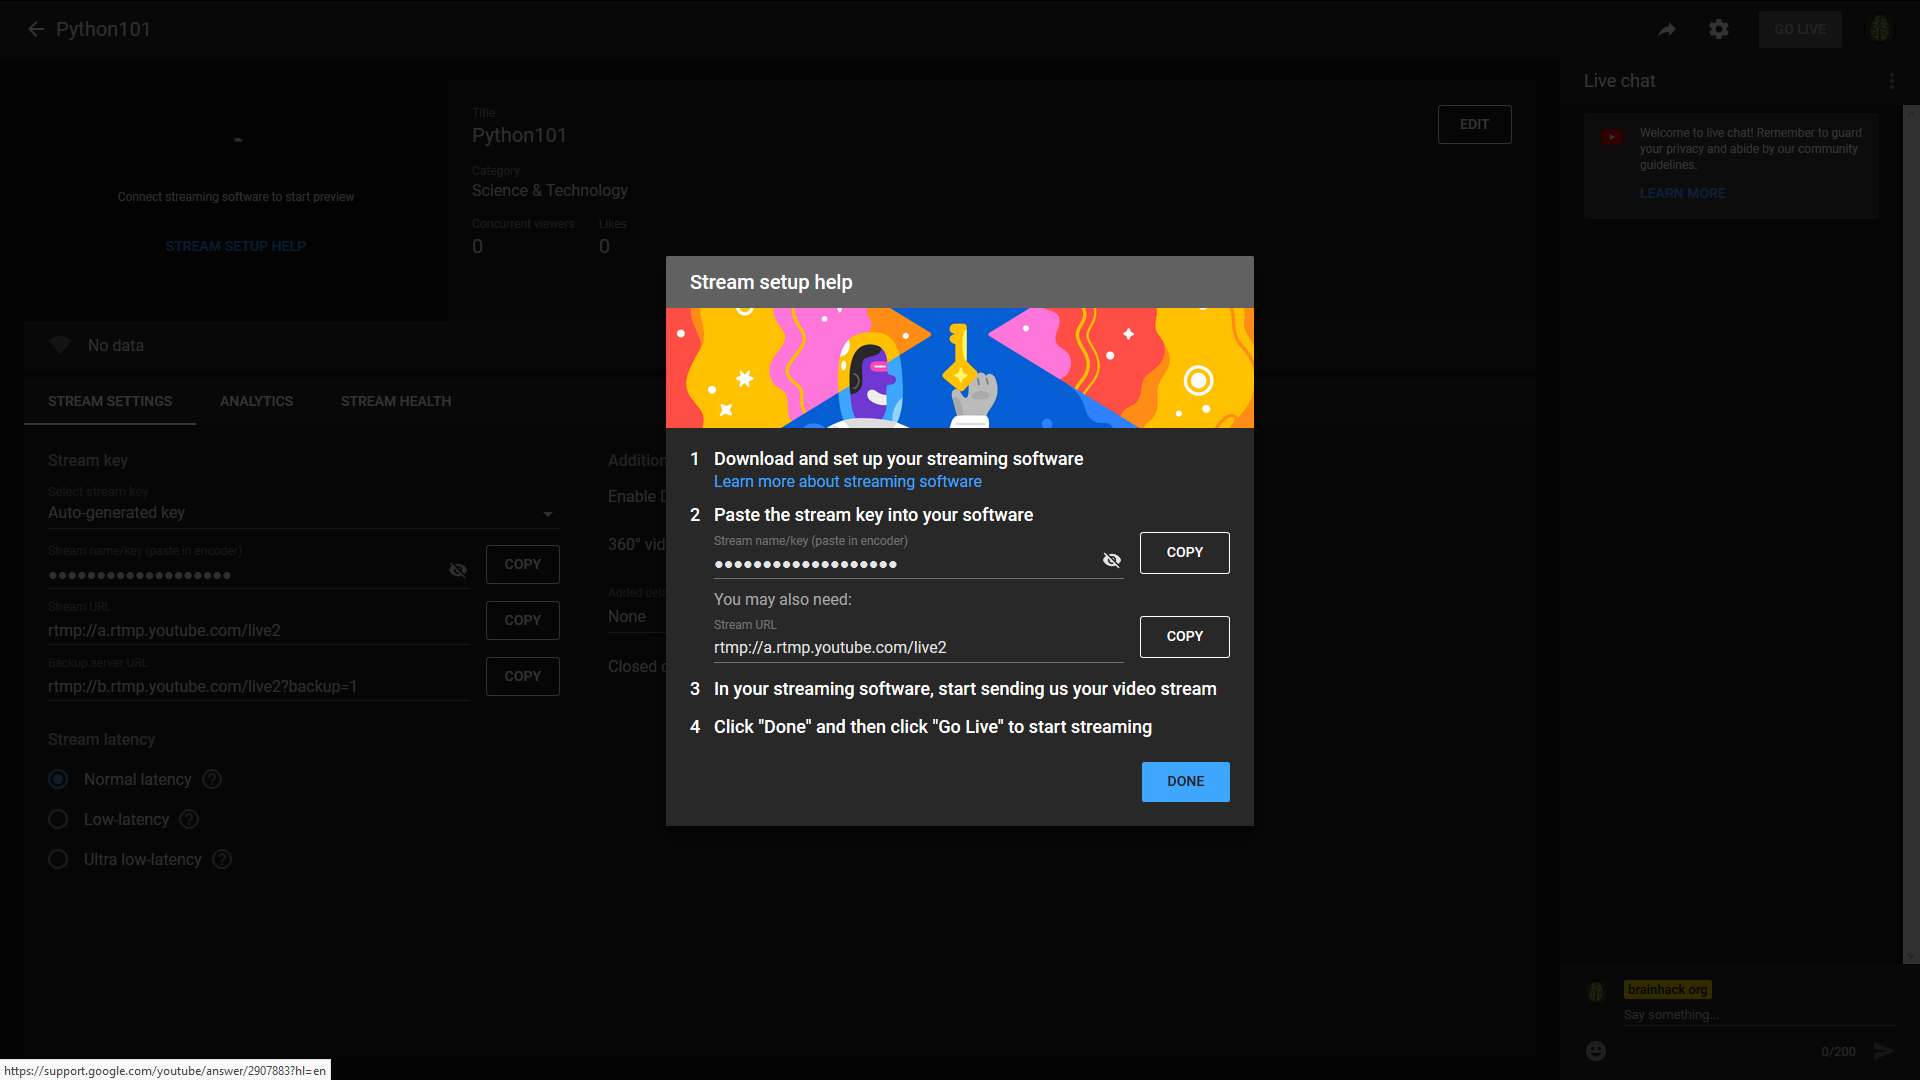 Python101
GO LIVE
Title
Python101
EDIT
Category
Science & Technology
Concurrent viewers
Likes
0
0
Connect streaming software to start preview
STREAM SETUP HELP
No data
STREAM SETTINGS
ANALYTICS
STREAM HEALTH
Stream key
Select stream key
Auto-generated key
Stream name/key (paste in encoder)
•••••••••••••••••••
COPY
Stream URL
rtmp://a.rtmp.youtube.com/live2
COPY
Backup server URL
rtmp://b.rtmp.youtube.com/live2?backup=1
COPY
Stream latency
Normal latency
Low-latency
Ultra low-latency
Addition
Enable D
360° vid
Added dela
None
Closed c
Stream setup help
1 Download and set up your streaming software
Learn more about streaming software
2 Paste the stream key into your software
Stream name/key (paste in encoder)
•••••••••••••••••••
COPY
You may also need:
Stream URL
rtmp://a.rtmp.youtube.com/live2
COPY
3 In your streaming software, start sending us your video stream
4 Click "Done" and then click "Go Live" to start streaming
DONE
Live chat
Welcome to live chat! Remember to guard
your privacy and abide by our community
guidelines.
LEARN MORE
brainhack org
Say something...
0/200
https://support.google.com/youtube/answer/2907883?hl=en